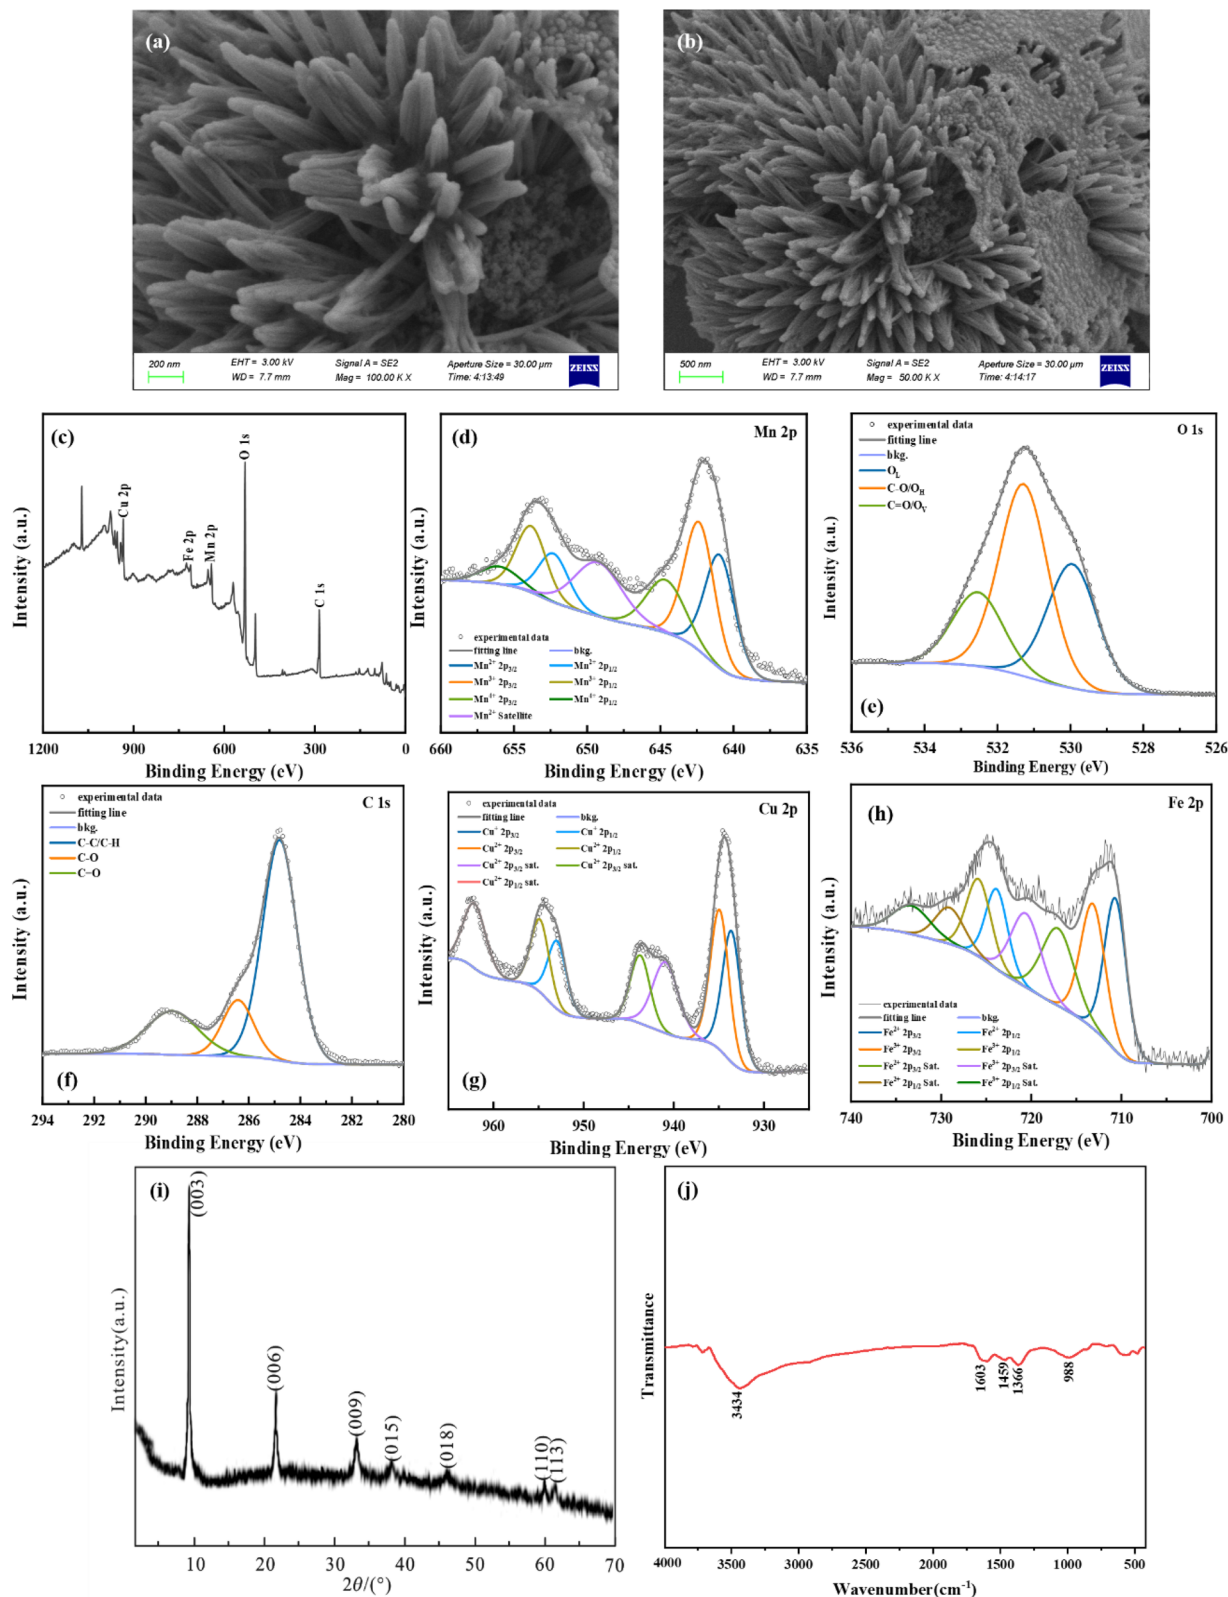 (a)
200 nm
EHT = 3.00 kV
Signal A = SE2
Aperture Size = 30.00 µm
WD = 7.7 mm
Mag = 100.00 K X
Time: 4:13:49
ZEISS
(b)
500 nm
EHT = 3.00 kV
Signal A = SE2
Aperture Size = 30.00 µm
WD = 7.7 mm
Mag = 50.00 K X
Time: 4:14:17
ZEISS
(c)
Cu 2p
Fe 2p
Mn 2p
O 1s
C 1s
Intensity (a.u.)
1200 900 600 300 0
Binding Energy (eV)
(d)
Mn 2p
experimental data
fitting line
bkg.
Mn²⁺ 2p₃/₂
Mn²⁺ 2p₁/₂
Mn³⁺ 2p₃/₂
Mn³⁺ 2p₁/₂
Mn⁴⁺ 2p₃/₂
Mn⁴⁺ 2p₁/₂
Mn²⁺ Satellite
Intensity (a.u.)
660 655 650 645 640 635
Binding Energy (eV)
experimental data
fitting line
bkg.
O_L
C-O/O_H
C=O/O_V
O 1s
(e)
Intensity (a.u.)
536 534 532 530 528 526
Binding Energy (eV)
experimental data
fitting line
bkg.
C-C/C-H
C-O
C=O
C 1s
(f)
Intensity (a.u.)
294 292 290 288 286 284 282 280
Binding Energy (eV)
experimental data
Cu 2p
fitting line
bkg.
Cu⁺ 2p₃/₂
Cu⁺ 2p₁/₂
Cu²⁺ 2p₃/₂
Cu²⁺ 2p₁/₂
Cu²⁺ 2p₃/₂ sat.
Cu²⁺ 2p₃/₂ sat.
Cu²⁺ 2p₁/₂ sat.
(g)
Intensity (a.u.)
960 950 940 930
Binding Energy (eV)
(h)
Fe 2p
experimental data
fitting line
bkg.
Fe²⁺ 2p₃/₂
Fe²⁺ 2p₁/₂
Fe³⁺ 2p₃/₂
Fe³⁺ 2p₁/₂
Fe²⁺ 2p₃/₂ Sat.
Fe³⁺ 2p₃/₂ Sat.
Fe²⁺ 2p₁/₂ Sat.
Fe³⁺ 2p₁/₂ Sat.
Intensity (a.u.)
740 730 720 710 700
Binding Energy (eV)
(i)
(003)
(006)
(009)
(015)
(018)
(110)
(113)
Intensity(a.u.)
10 20 30 40 50 60 70
2θ/(°)
(j)
3434
1603
1459
1366
988
Transmittance
4000 3500 3000 2500 2000 1500 1000 500
Wavenumber(cm⁻¹)